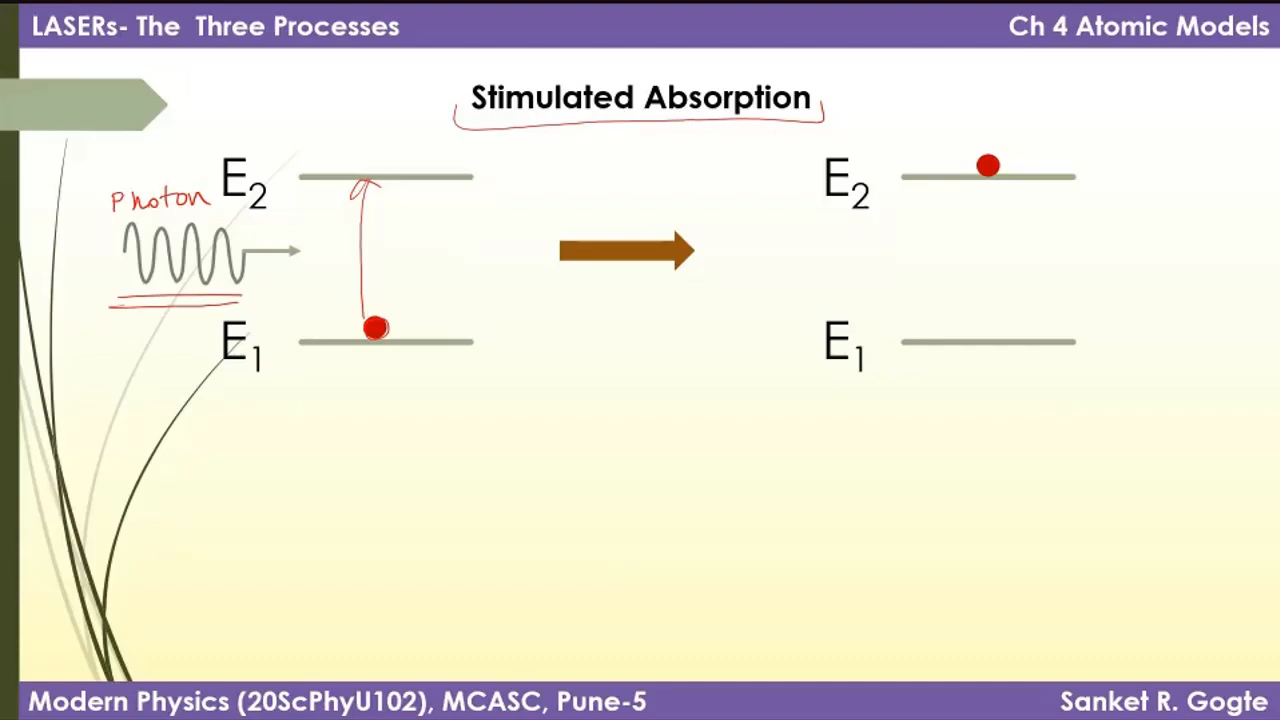 LASERs- The Three Processes
Ch 4 Atomic Models
Stimulated Absorption
E2
E2
Photon
E1
E1
Modern Physics (20ScPhyU102), MCASC, Pune-5
Sanket R. Gogte